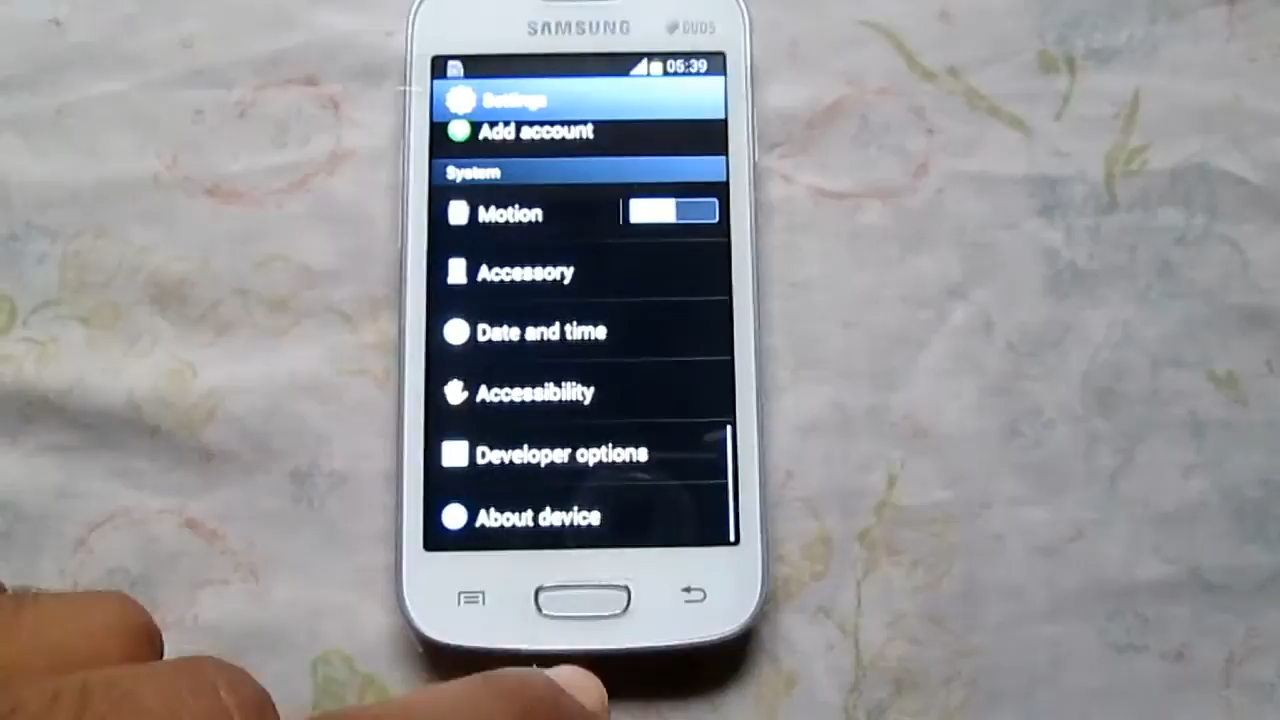 SAMSUNG DUOS
05:39
Settings
Add account
System
Motion
Accessory
Date and time
Accessibility
Developer options
About device